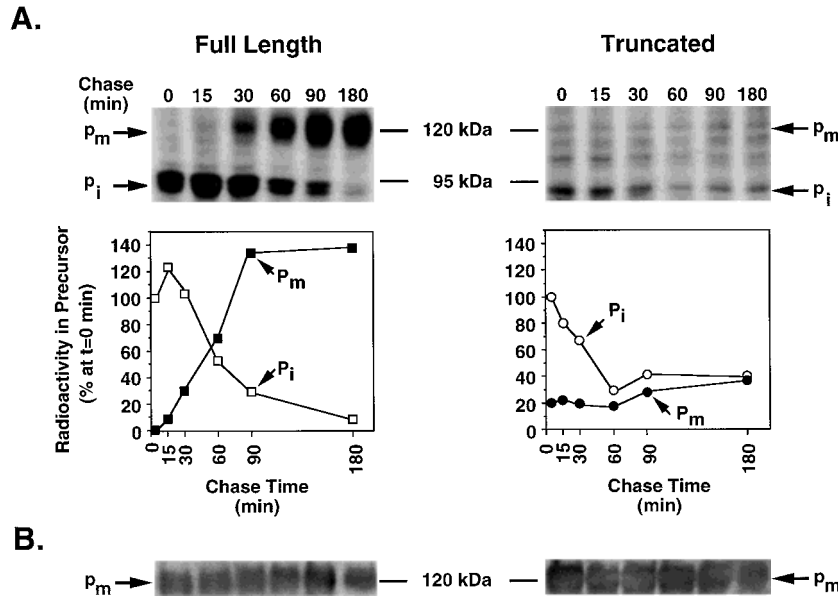 A.
Full Length
Truncated
Chase (min)
0 15 30 60 90 180
0 15 30 60 90 180
pm
120 kDa
pm
pi
95 kDa
pi
Radioactivity in Precursor
(% at t=0 min)
140
120
100
80
60
40
20
0
Pm
Pi
0 15 30 60 90 180
Chase Time
(min)
140
120
100
80
60
40
20
0
Pi
Pm
0 15 30 60 90 180
Chase Time
(min)
B.
pm
120 kDa
pm